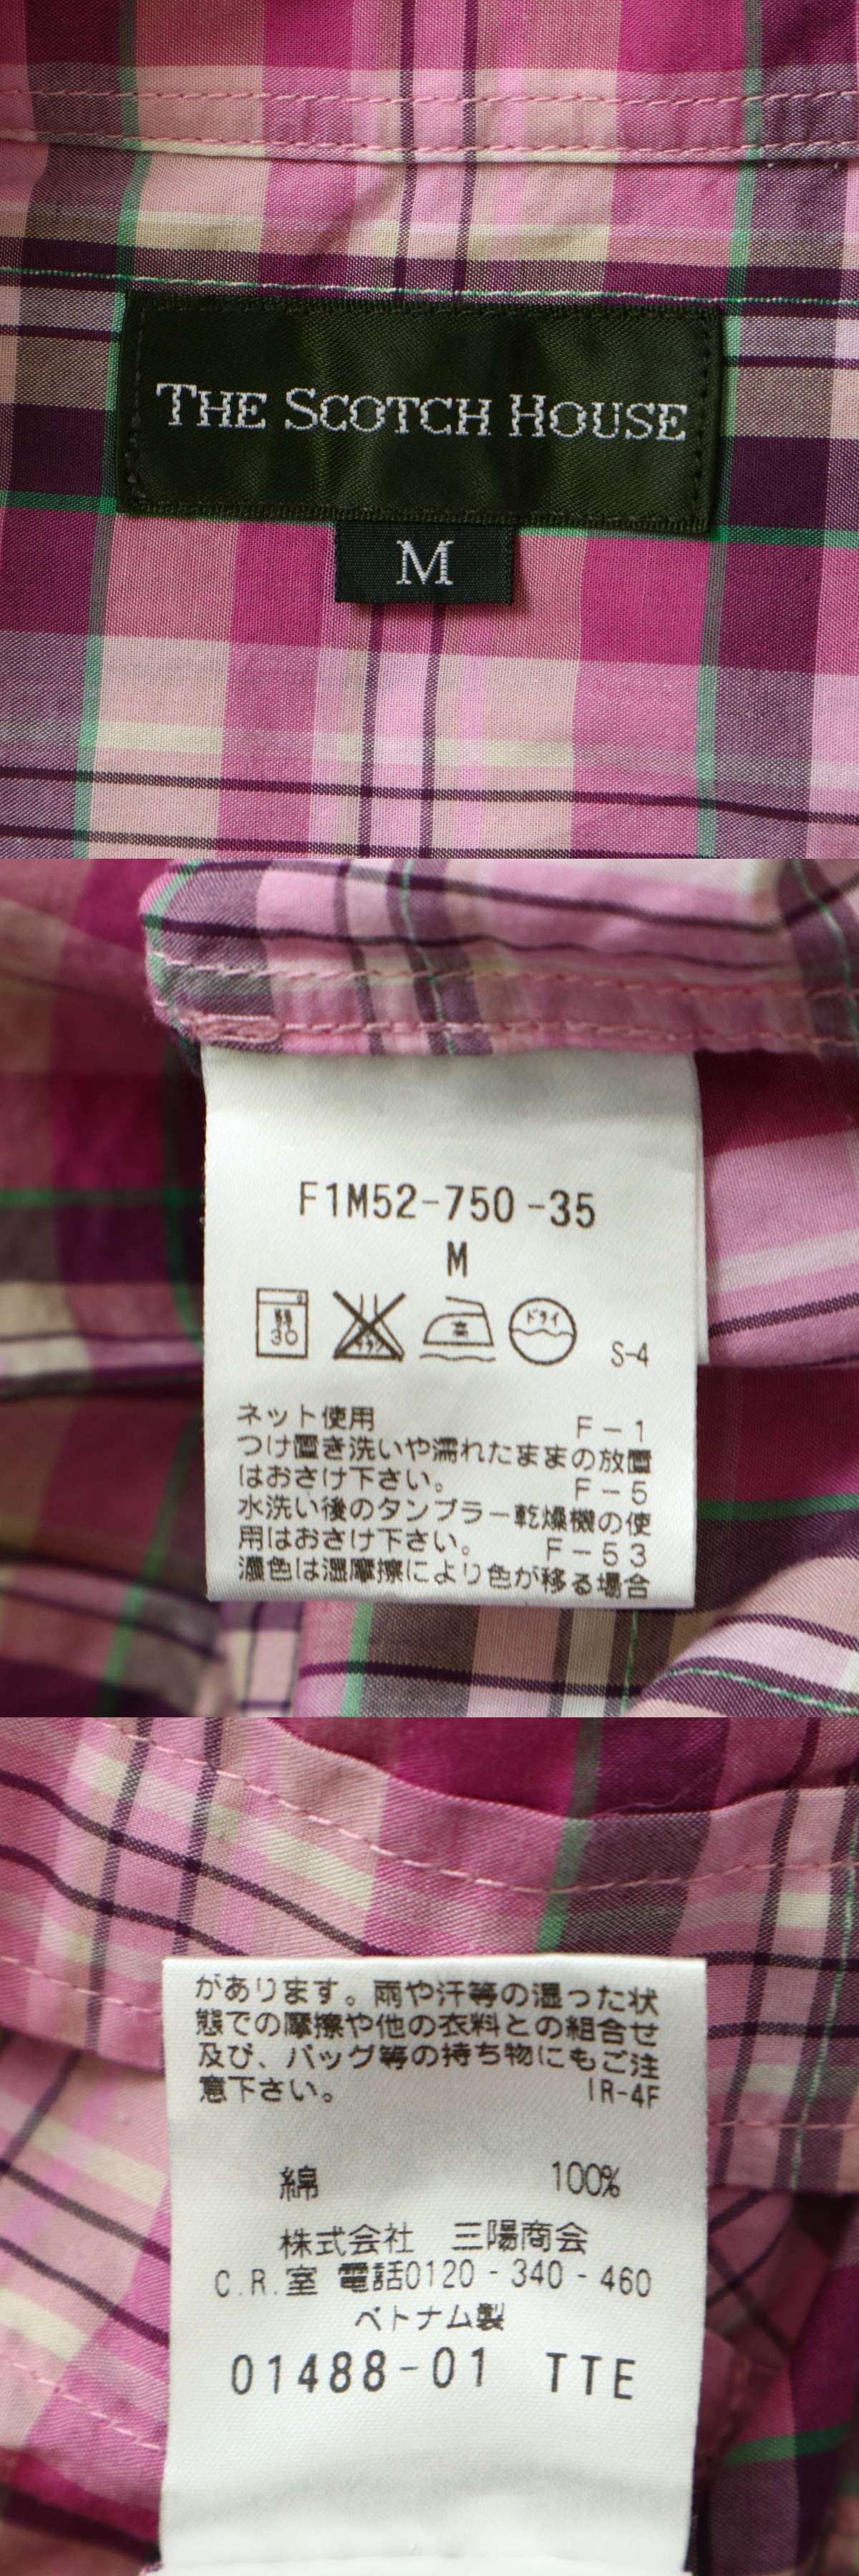 THE SCOTCH HOUSE
M
F1M52-750-35
M
弱
30
高
ドライ
S-4
ネット使用 F-1
つけ置き洗いや濡れたままの放置
はおさけ下さい。 F-5
水洗い後のタンブラー乾燥機の使
用はおさけ下さい。 F-53
濃色は湿摩擦により色が移る場合
があります。雨や汗等の湿った状
態での摩擦や他の衣料との組合せ
及び、バッグ等の持ち物にもご注
意下さい。 IR-4F
綿 100%
株式会社 三陽商会
C.R.室 電話0120-340-460
ベトナム製
01488-01 TTE